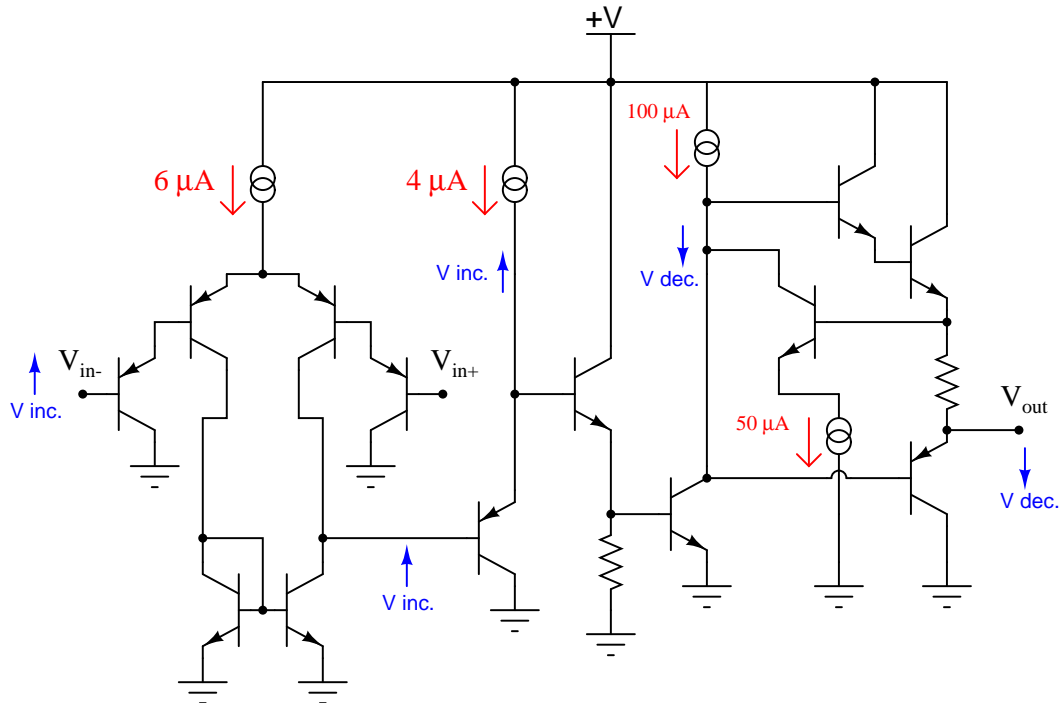 +V
100 µA
6 µA
4 µA
V inc.
V dec.
Vin-
Vin+
V inc.
50 µA
Vout
V dec.
V inc.